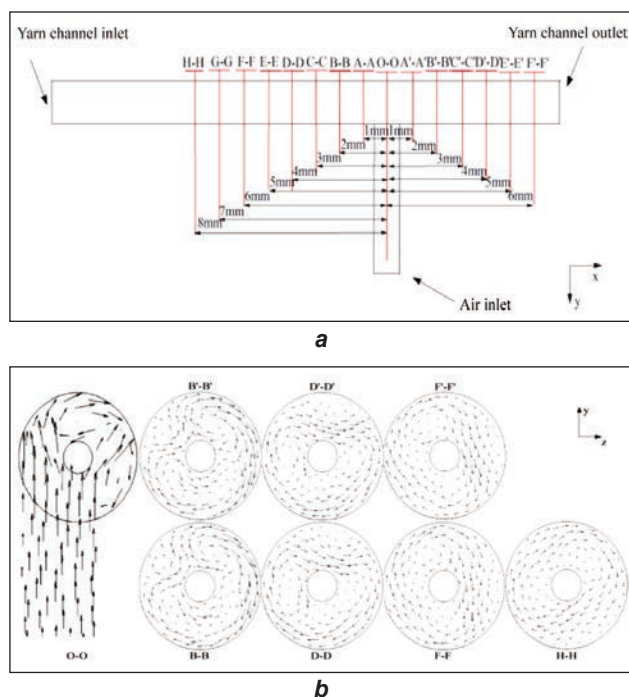 Yarn channel inlet
Yarn channel outlet
H-H G-G F-F E-E D-D C-C B-B A-A O-O A'-A' B'-B' C'-C' D'-D' E'-E' F'-F'
1mm 1mm
2mm 2mm
3mm 3mm
4mm 4mm
5mm 5mm
6mm 6mm
7mm
8mm
Air inlet
x
y
a
B'-B' D'-D' F'-F'
y
z
O-O B-B D-D F-F H-H
b